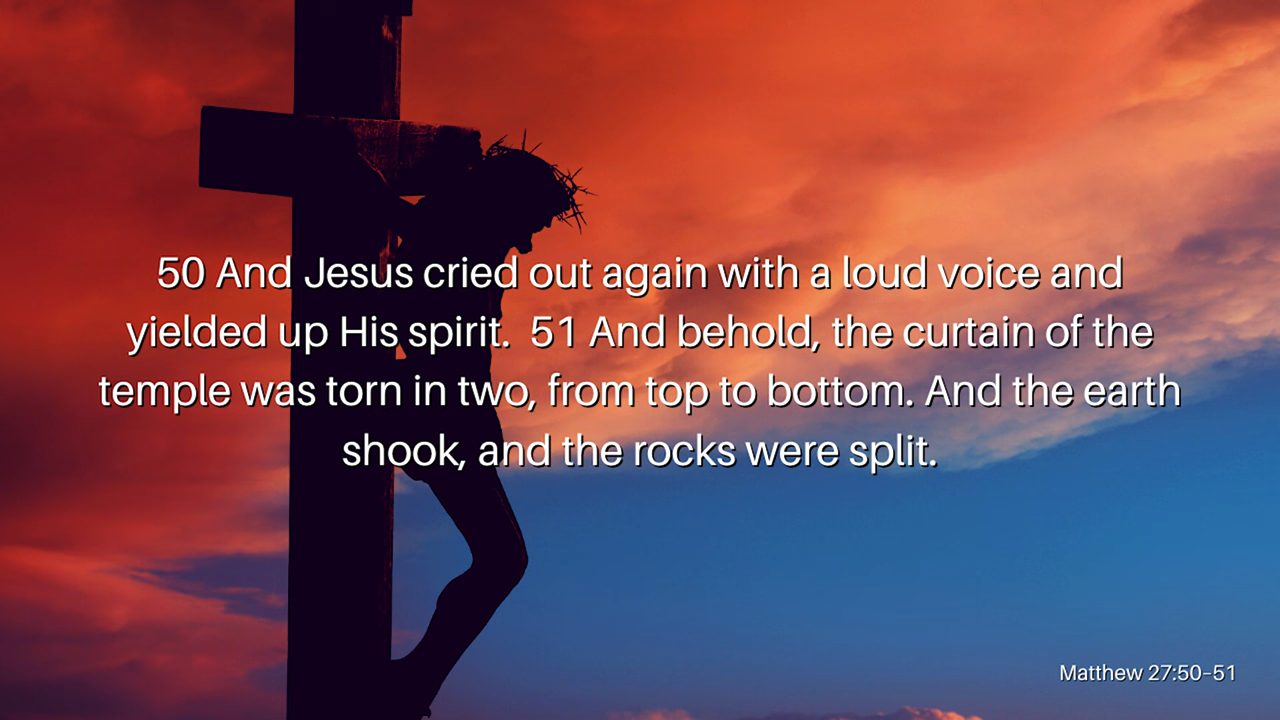 50 And Jesus cried out again with a loud voice and
yielded up His spirit.  51 And behold, the curtain of the
temple was torn in two, from top to bottom. And the earth
shook, and the rocks were split.
Matthew 27:50–51